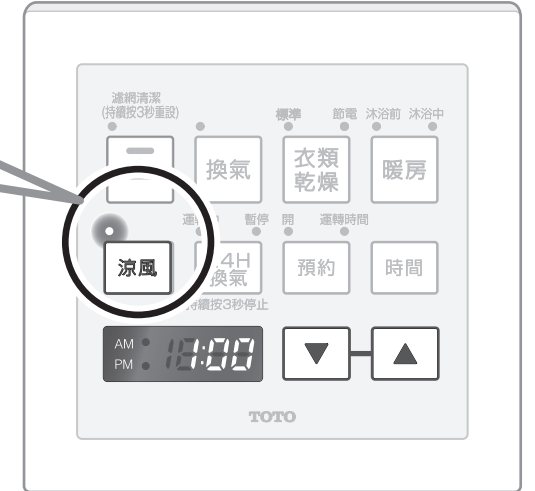 濾網清潔
(持續按3秒重設)
標準 節電 沐浴前 沐浴中
換氣 衣類乾燥 暖房
暫停 開 運轉時間
涼風 預約 時間
換氣
持續按3秒停止
AM
PM
1:00
▼ ▲
TOTO